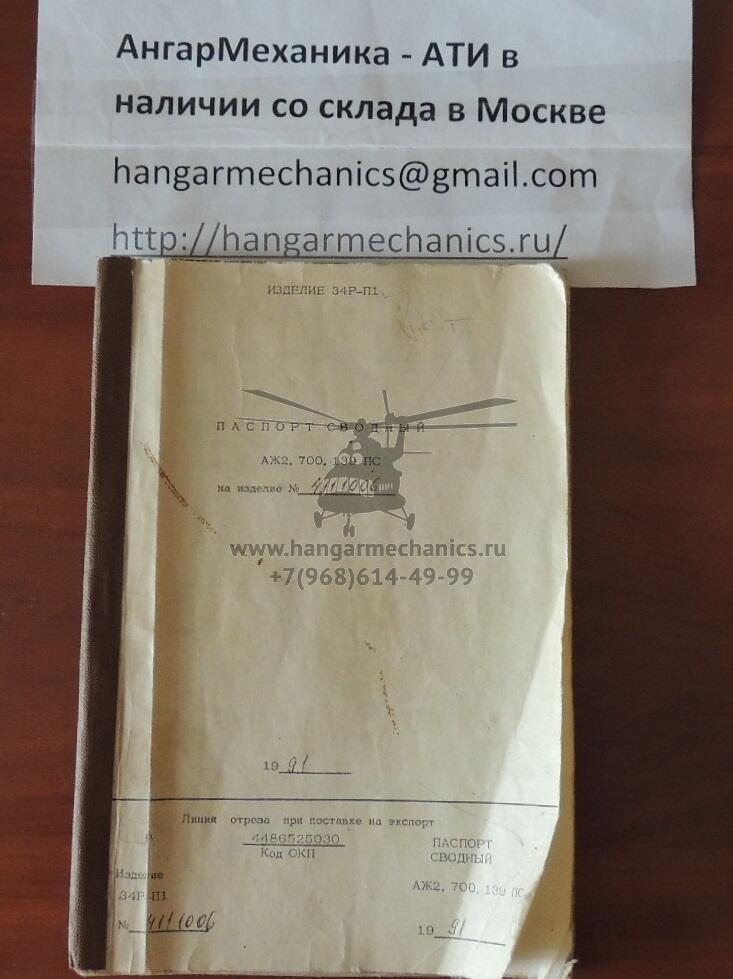 АнгарМеханика - АТИ в
наличии со склада в Москве
hangarmechanics@gmail.com
http://hangarmechanics.ru/
ИЗДЕЛИЕ 34Р-П1
ПАСПОРТ СВОДНЫЙ
АЖ2. 700. 139 ПС
на изделие № 4111006
www.hangarmechanics.ru
+7(968)614-49-99
19 91
Линия отреза при поставке на экспорт
4486525030
Код ОКП
ПАСПОРТ
СВОДНЫЙ
Изделие
34Р-П1
АЖ2. 700. 139 ПС
№ 4111006
19 91